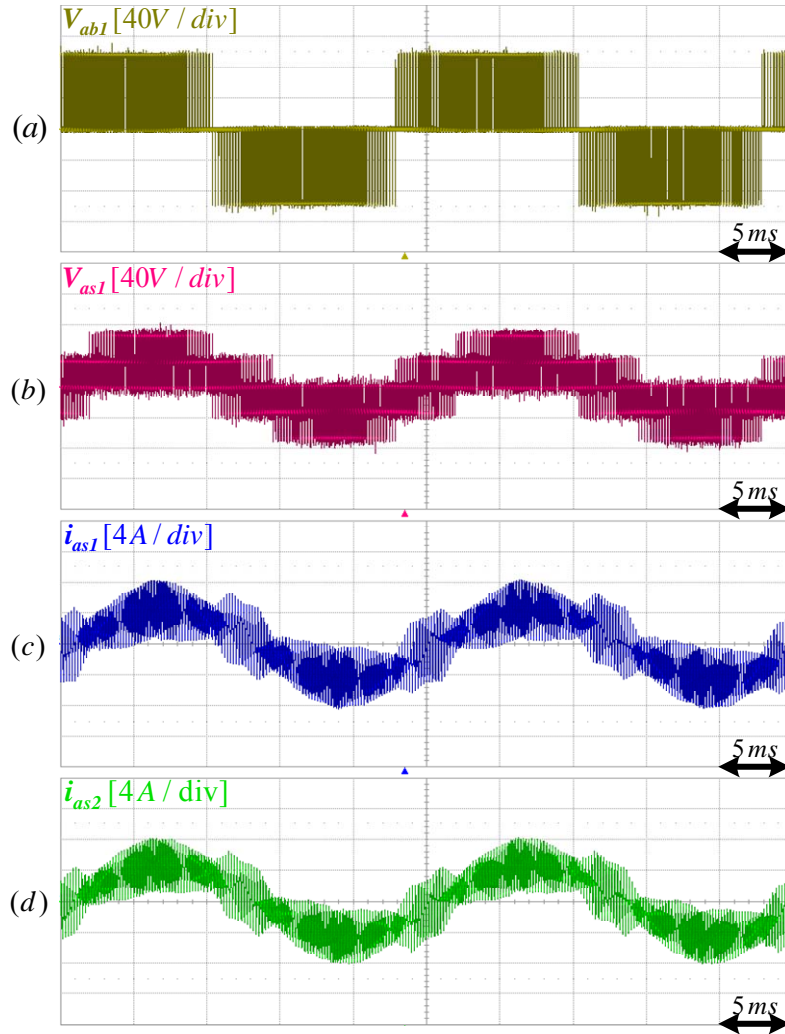 V_ab1 [40V / div]
(a)
5 ms
V_as1 [40V / div]
(b)
5 ms
i_as1 [4A / div]
(c)
5 ms
i_as2 [4A / div]
(d)
5 ms